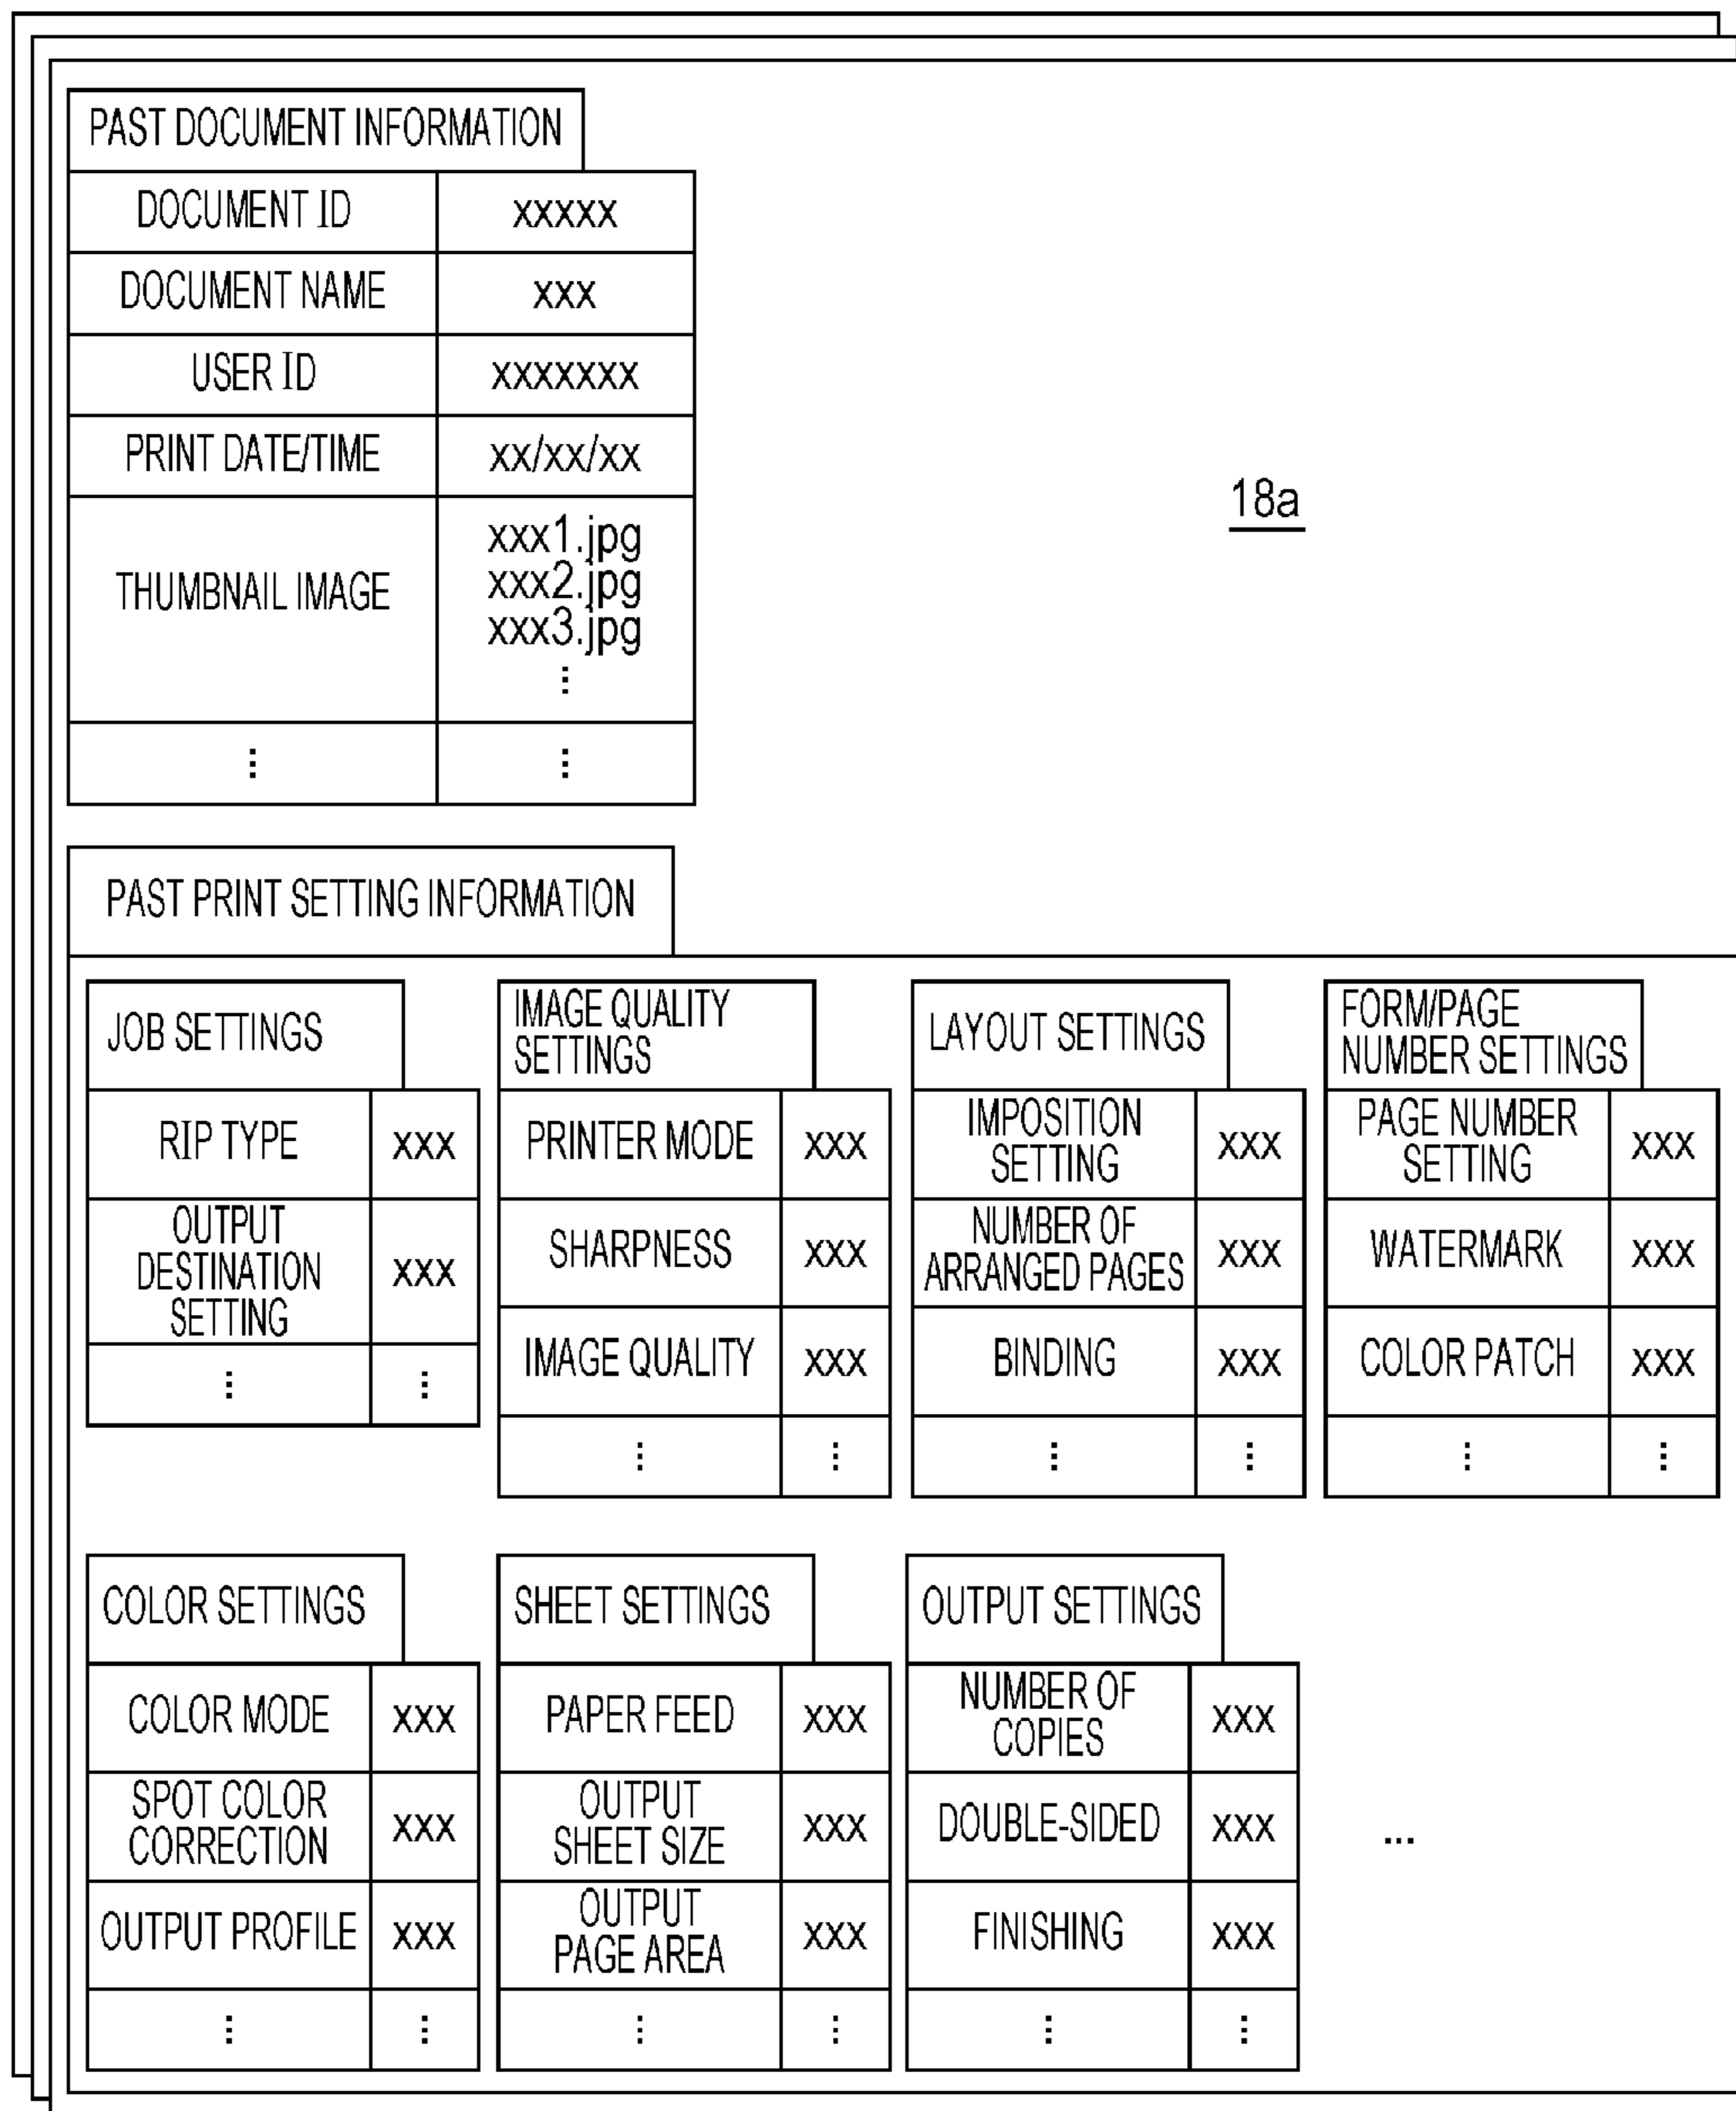 PAST DOCUMENT INFORMATION
DOCUMENT ID xxxxx
DOCUMENT NAME xxx
USER ID xxxxxxx
PRINT DATE/TIME xx/xx/xx
THUMBNAIL IMAGE
xxx1.jpg
xxx2.jpg
xxx3.jpg
⋮
⋮ ⋮
18a
PAST PRINT SETTING INFORMATION
JOB SETTINGS
RIP TYPE xxx
OUTPUT
DESTINATION
SETTING
xxx
⋮ ⋮
IMAGE QUALITY
SETTINGS
PRINTER MODE xxx
SHARPNESS xxx
IMAGE QUALITY xxx
⋮ ⋮
LAYOUT SETTINGS
IMPOSITION
SETTING
xxx
NUMBER OF
ARRANGED PAGES
xxx
BINDING xxx
⋮ ⋮
FORM/PAGE
NUMBER SETTINGS
PAGE NUMBER
SETTING
xxx
WATERMARK xxx
COLOR PATCH xxx
⋮ ⋮
COLOR SETTINGS
COLOR MODE xxx
SPOT COLOR
CORRECTION
xxx
OUTPUT PROFILE xxx
⋮ ⋮
SHEET SETTINGS
PAPER FEED xxx
OUTPUT
SHEET SIZE
xxx
OUTPUT
PAGE AREA
xxx
⋮ ⋮
OUTPUT SETTINGS
NUMBER OF
COPIES
xxx
DOUBLE-SIDED xxx
FINISHING xxx
⋮ ⋮
...